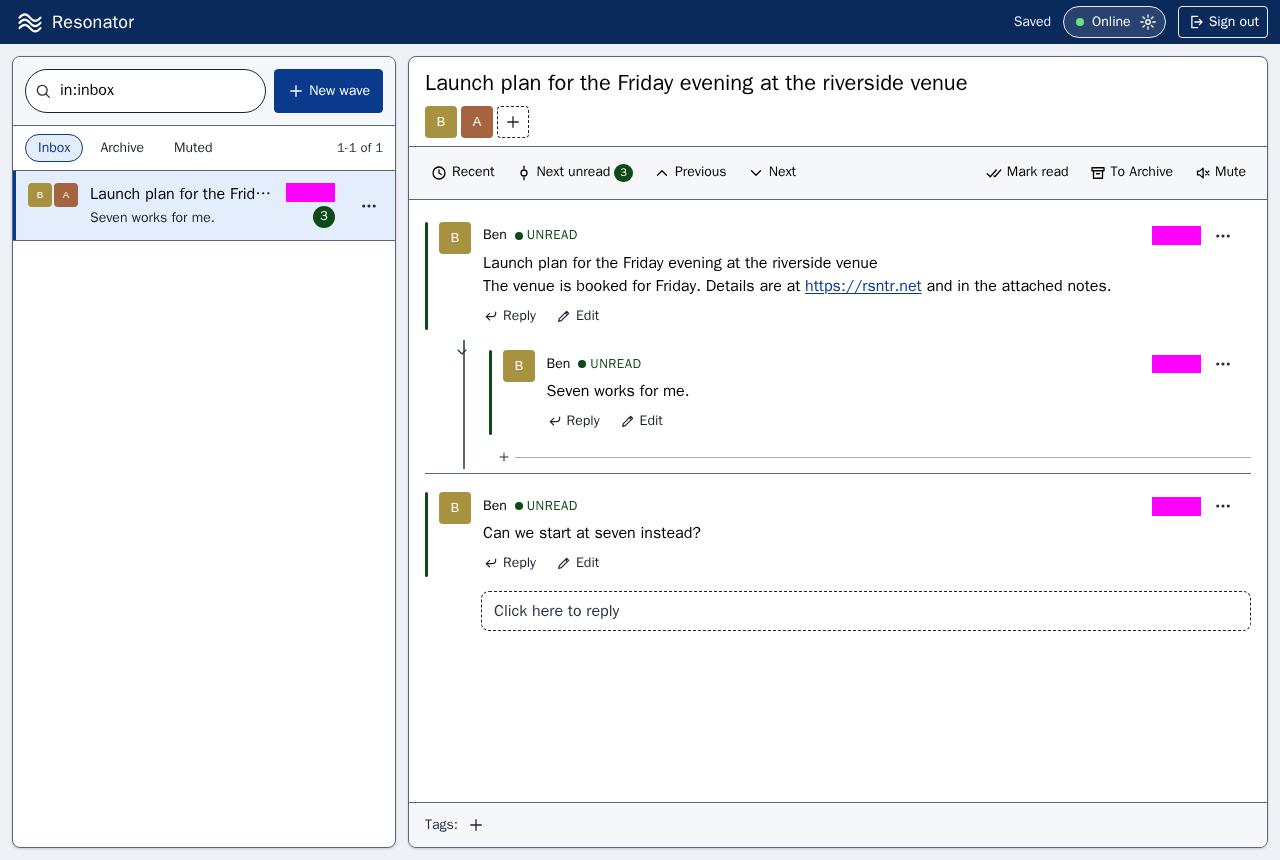 Resonator
Saved
Online
Sign out
in:inbox
New wave
Inbox
Archive
Muted
1-1 of 1
B
A
Launch plan for the Frid…
Seven works for me.
3
Launch plan for the Friday evening at the riverside venue
B
A
Recent
Next unread 3
Previous
Next
Mark read
To Archive
Mute
B
Ben
UNREAD
Launch plan for the Friday evening at the riverside venue
The venue is booked for Friday. Details are at https://rsntr.net and in the attached notes.
Reply
Edit
B
Ben
UNREAD
Seven works for me.
Reply
Edit
B
Ben
UNREAD
Can we start at seven instead?
Reply
Edit
Click here to reply
Tags: